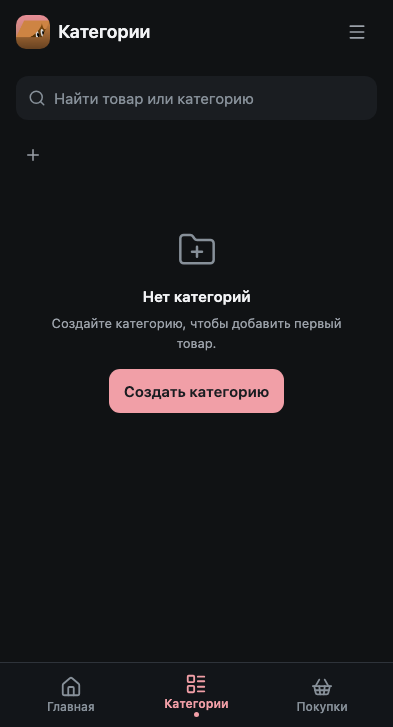 Категории
Найти товар или категорию
Нет категорий
Создайте категорию, чтобы добавить первый
товар.
Создать категорию
Главная
Категории
Покупки